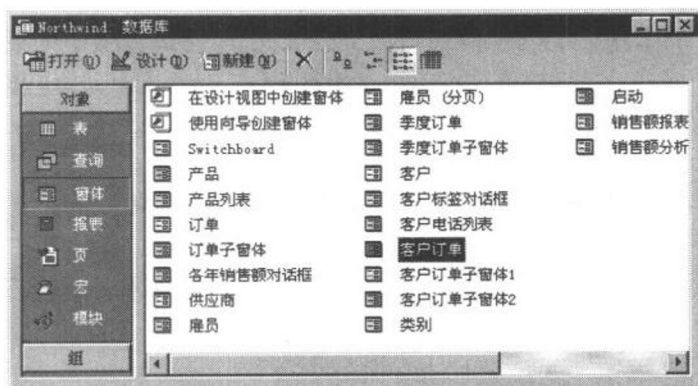 Northwind 数据库
打开(O) 设计(D) 新建(N)
对象
表
查询
窗体
报表
页
宏
模块
组
在设计视图中创建窗体
使用向导创建窗体
Switchboard
产品
产品列表
订单
订单子窗体
各年销售额对话框
供应商
雇员
雇员 (分页)
季度订单
季度订单子窗体
客户
客户标签对话框
客户电话列表
客户订单
客户订单子窗体1
客户订单子窗体2
类别
启动
销售额报表
销售额分析